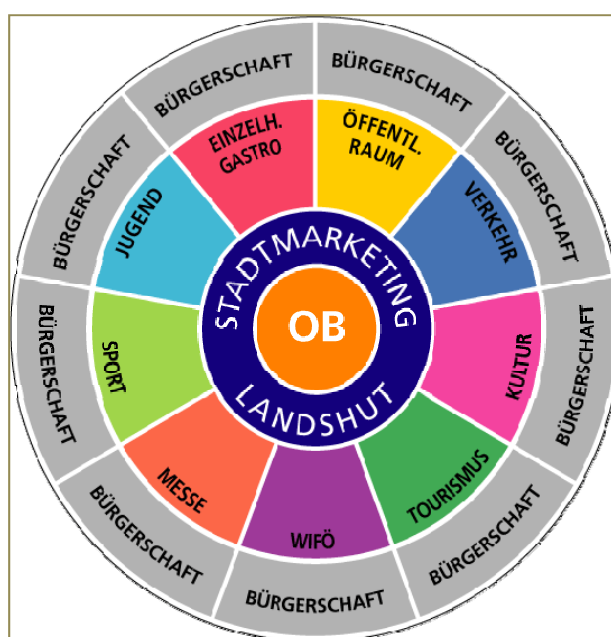 BÜRGERSCHAFT
BÜRGERSCHAFT
BÜRGERSCHAFT
BÜRGERSCHAFT
BÜRGERSCHAFT
BÜRGERSCHAFT
BÜRGERSCHAFT
BÜRGERSCHAFT
BÜRGERSCHAFT
EINZELH.
GASTRO
ÖFFENTL.
RAUM
VERKEHR
KULTUR
TOURISMUS
WIFÖ
MESSE
SPORT
JUGEND
STADTMARKETING
LANDSHUT
OB